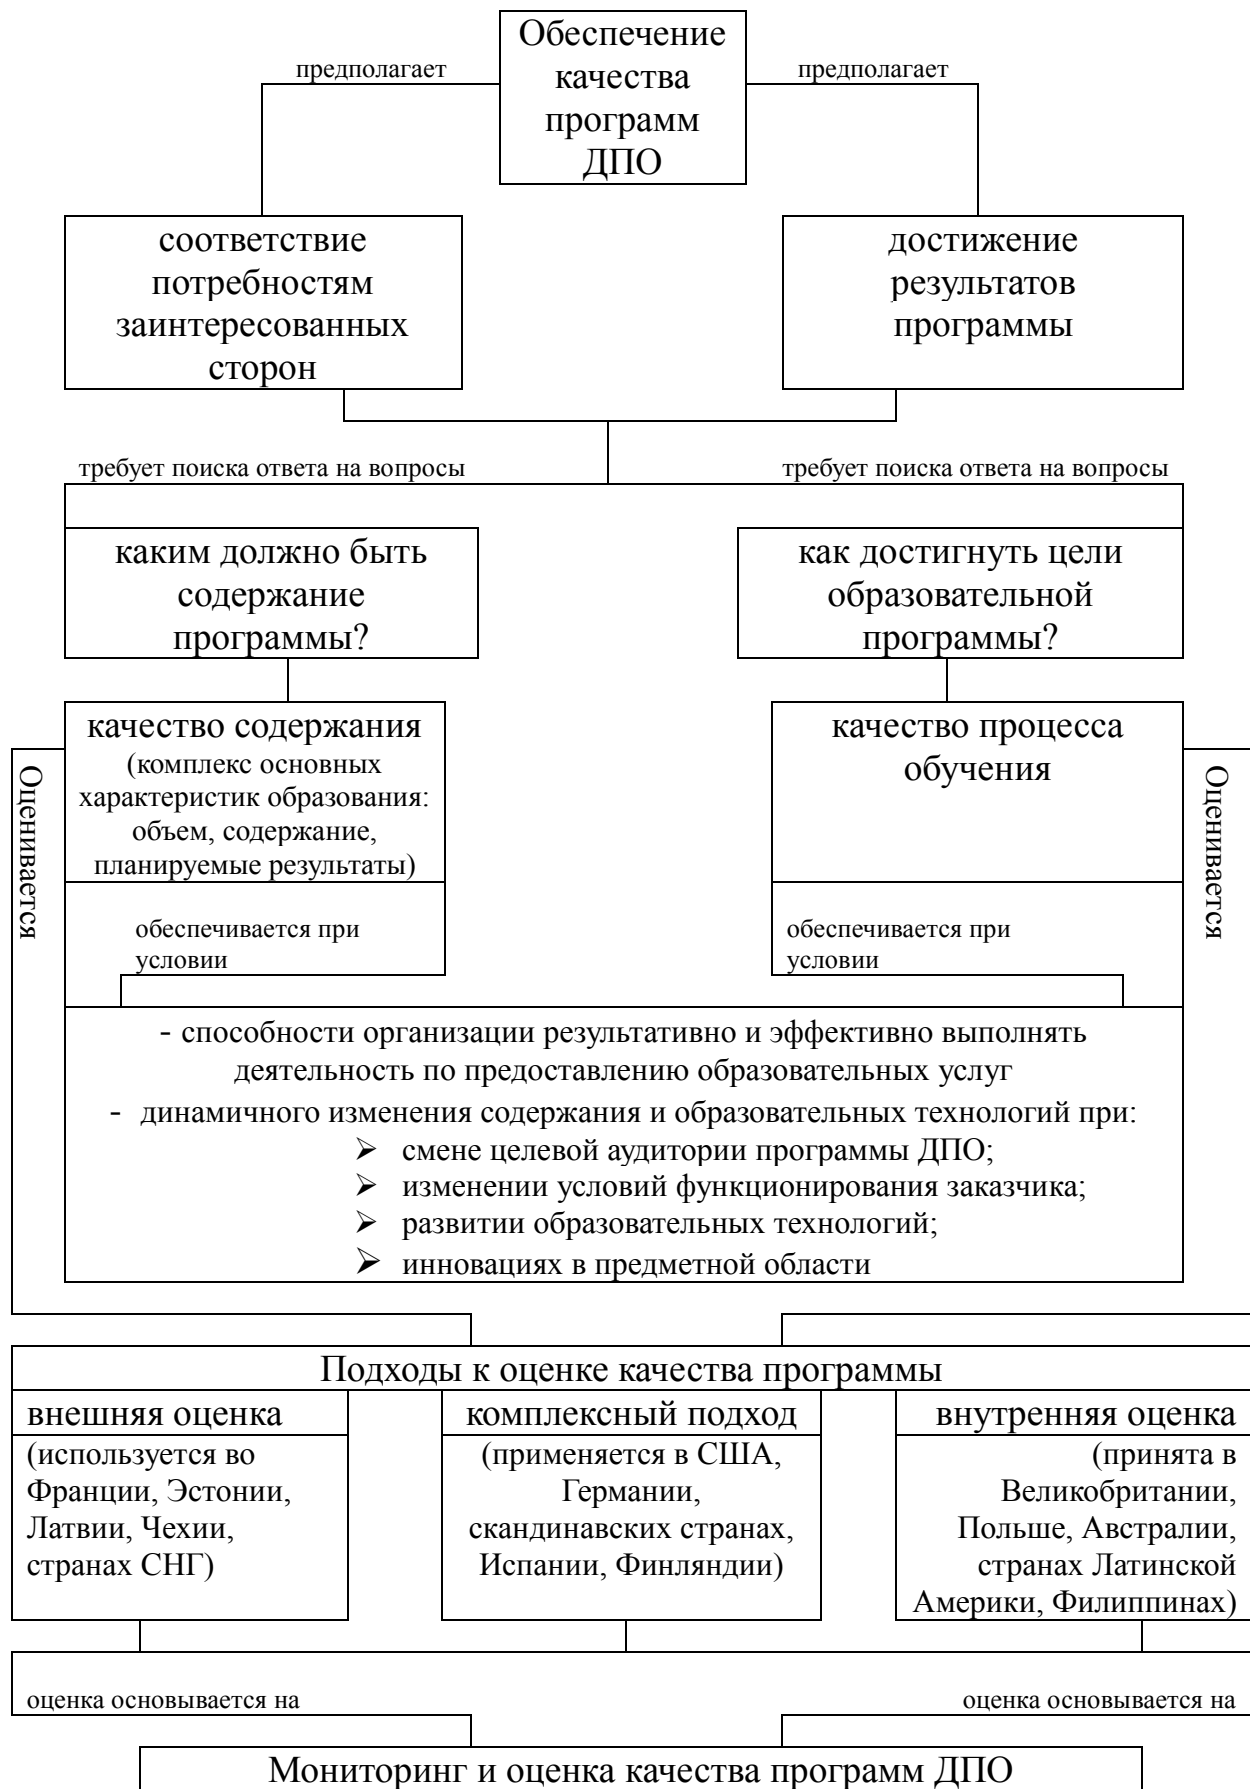 Обеспечение
качества
программ
ДПО
предполагает
предполагает
соответствие
потребностям
заинтересованных
сторон
достижение
результатов
программы
требует поиска ответа на вопросы
требует поиска ответа на вопросы
каким должно быть
содержание
программы?
как достигнуть цели
образовательной
программы?
качество содержания
(комплекс основных
характеристик образования:
объем, содержание,
планируемые результаты)
качество процесса
обучения
Оценивается
Оценивается
обеспечивается при
условии
обеспечивается при
условии
- способности организации результативно и эффективно выполнять
деятельность по предоставлению образовательных услуг
- динамичного изменения содержания и образовательных технологий при:
➢ смене целевой аудитории программы ДПО;
➢ изменении условий функционирования заказчика;
➢ развитии образовательных технологий;
➢ инновациях в предметной области
Подходы к оценке качества программы
внешняя оценка
(используется во
Франции, Эстонии,
Латвии, Чехии,
странах СНГ)
комплексный подход
(применяется в США,
Германии,
скандинавских странах,
Испании, Финляндии)
внутренняя оценка
(принята в
Великобритании,
Польше, Австралии,
странах Латинской
Америки, Филиппинах)
оценка основывается на
оценка основывается на
Мониторинг и оценка качества программ ДПО